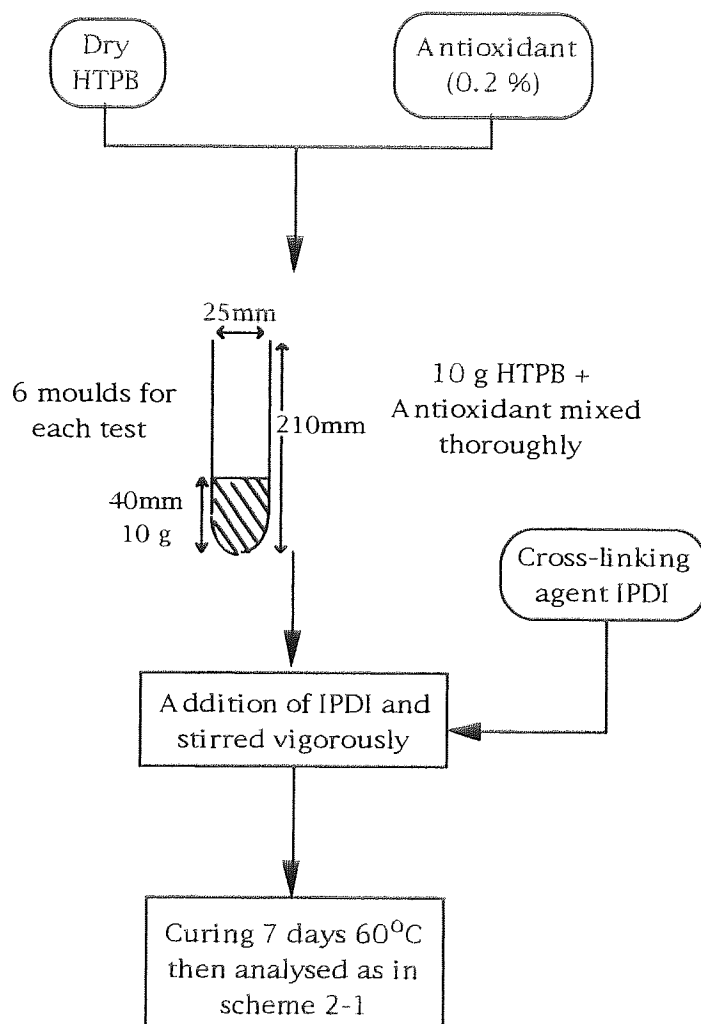 Dry
HTPB
Antioxidant
(0.2 %)
25mm
6 moulds for
each test
210mm
10 g HTPB +
Antioxidant mixed
thoroughly
40mm
10 g
Cross-linking
agent IPDI
Addition of IPDI and
stirred vigorously
Curing 7 days 60°C
then analysed as in
scheme 2-1